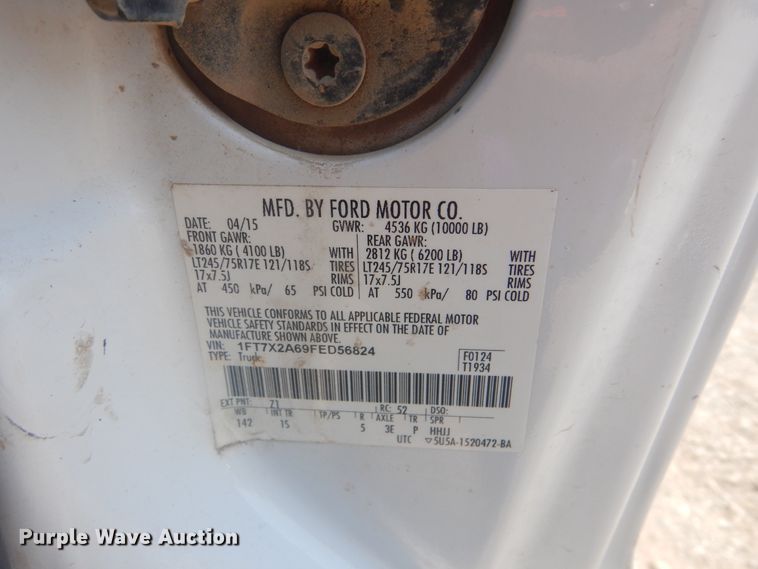 MFD. BY FORD MOTOR CO.
DATE: 04/15 GVWR: 4536 KG (10000 LB)
FRONT GAWR: REAR GAWR:
1860 KG ( 4100 LB) WITH 2812 KG ( 6200 LB) WITH
LT245/75R17E 121/118S TIRES LT245/75R17E 121/118S TIRES
17x7.5J RIMS 17x7.5J RIMS
AT 450 kPa/ 65 PSI COLD AT 550 kPa/ 80 PSI COLD
THIS VEHICLE CONFORMS TO ALL APPLICABLE FEDERAL MOTOR
VEHICLE SAFETY STANDARDS IN EFFECT ON THE DATE OF
MANUFACTURE SHOWN ABOVE.
VIN: 1FT7X2A69FED56824 F0124
TYPE: Truck T1934
EXT PNT: Z1 RC: 52 DSO:
WB INT TR TP/PS R AXLE TR SPR
142 15 5 3E P HHJJ
UTC ▽5U5A-1520472-BA
Purple Wave Auction